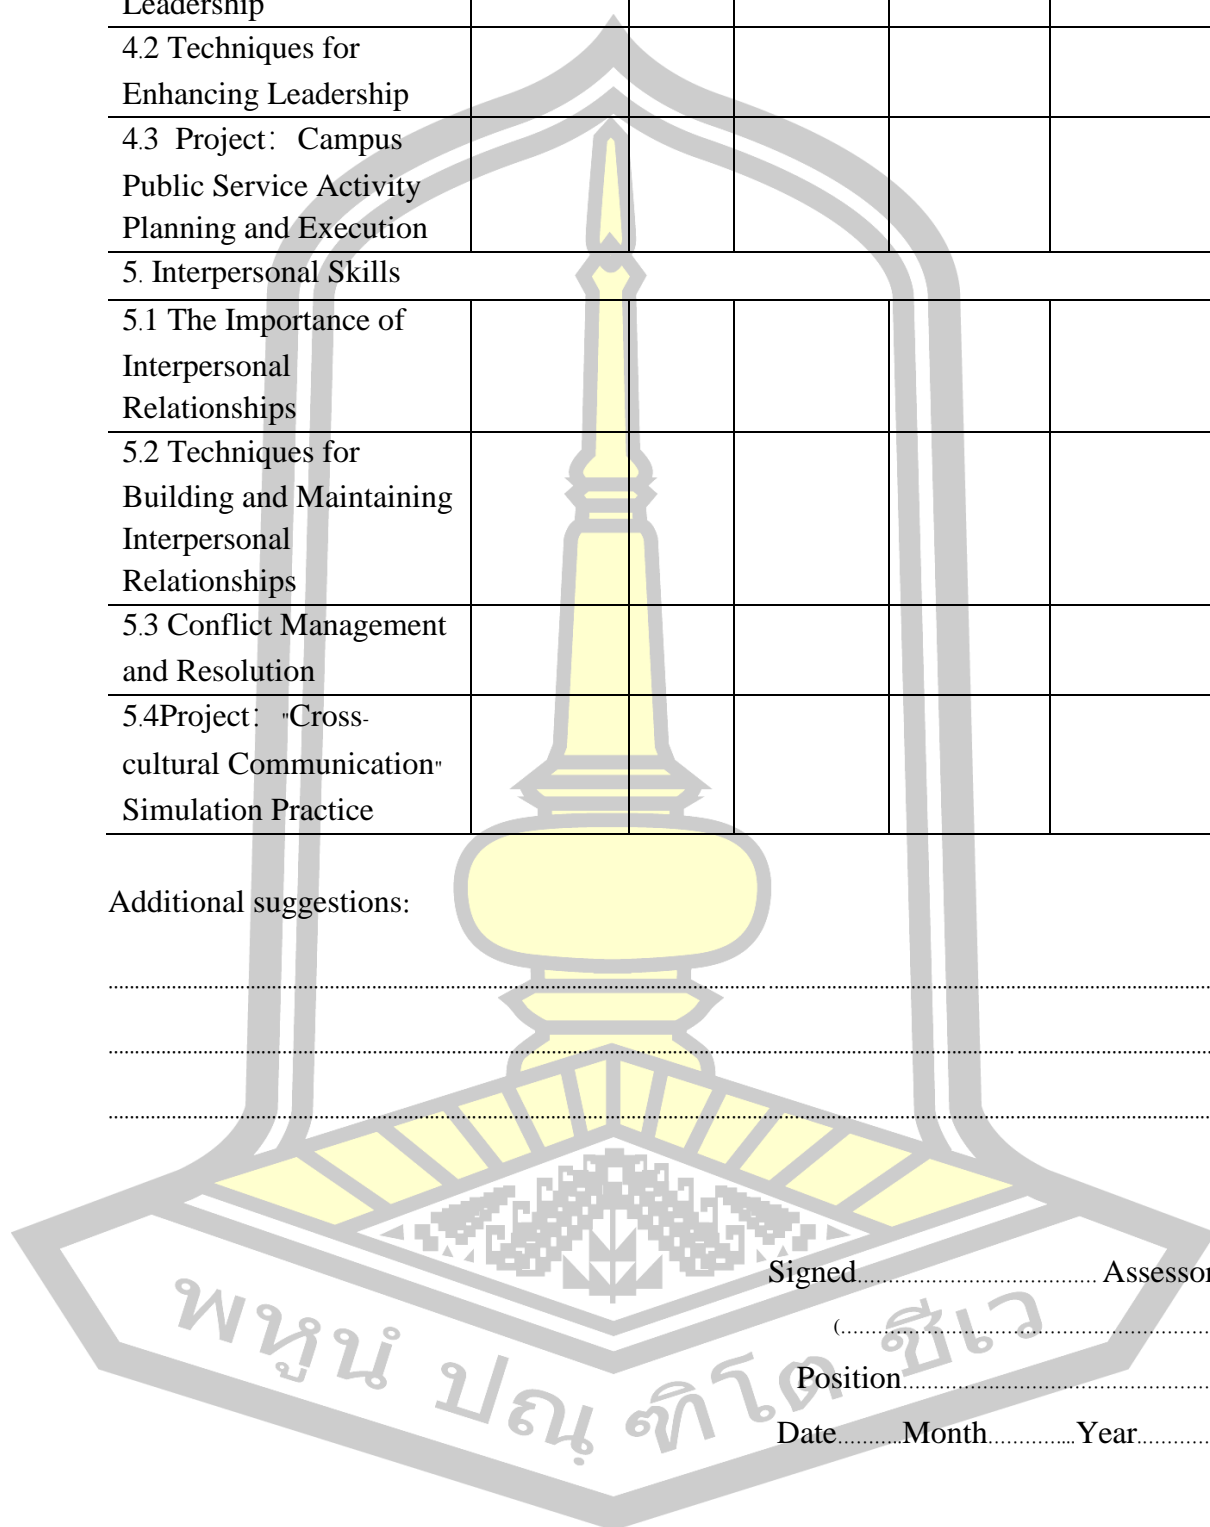 Leadership
4.2 Techniques for
Enhancing Leadership
4.3 Project： Campus
Public Service Activity
Planning and Execution
5. Interpersonal Skills
5.1 The Importance of
Interpersonal
Relationships
5.2 Techniques for
Building and Maintaining
Interpersonal
Relationships
5.3 Conflict Management
and Resolution
5.4Project： "Cross-
cultural Communication"
Simulation Practice
Additional suggestions:
........................................................................................................................
........................................................................................................................
........................................................................................................................
Signed.................................... Assessor
(................................................
Position........................................
Date..........Month..............Year............
พหูนํ ปณฺฑิโต ชีเว